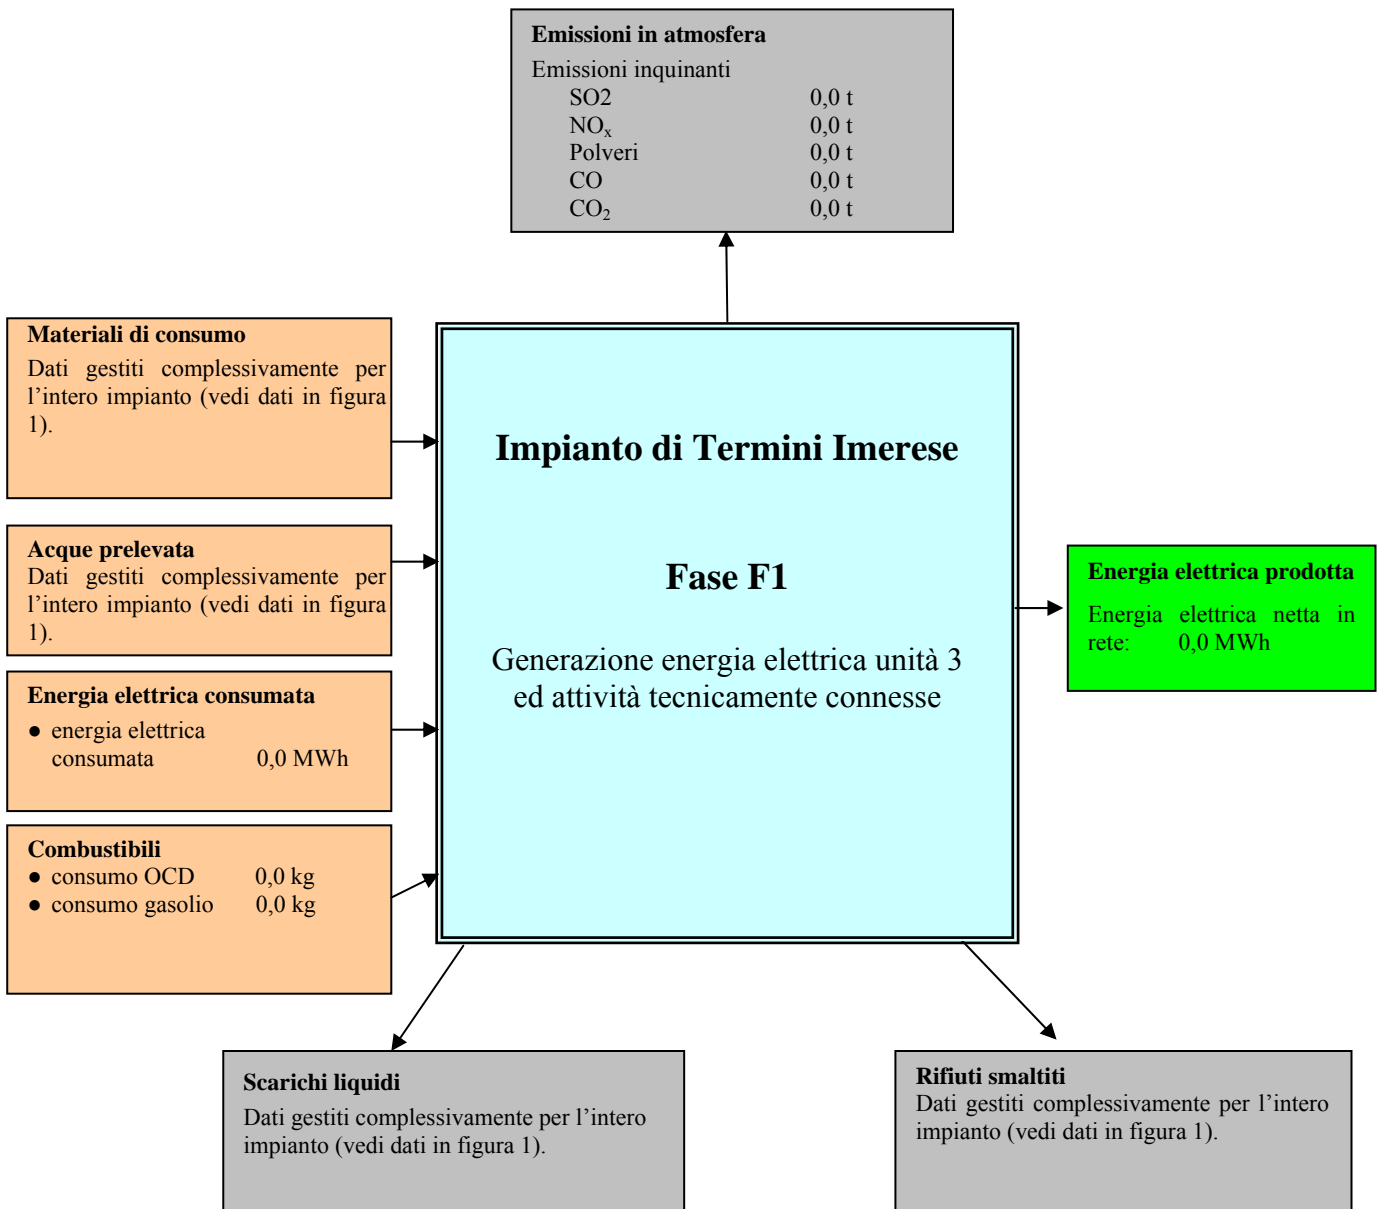 Emissioni in atmosfera
Emissioni inquinanti
SO2 0,0 t
NOₓ 0,0 t
Polveri 0,0 t
CO 0,0 t
CO₂ 0,0 t
Materiali di consumo
Dati gestiti complessivamente per
l'intero impianto (vedi dati in figura
1).
Acque prelevata
Dati gestiti complessivamente per
l'intero impianto (vedi dati in figura
1).
Energia elettrica consumata
● energia elettrica
consumata 0,0 MWh
Combustibili
● consumo OCD 0,0 kg
● consumo gasolio 0,0 kg
Impianto di Termini Imerese
Fase F1
Generazione energia elettrica unità 3
ed attività tecnicamente connesse
Energia elettrica prodotta
Energia elettrica netta in
rete: 0,0 MWh
Scarichi liquidi
Dati gestiti complessivamente per l'intero
impianto (vedi dati in figura 1).
Rifiuti smaltiti
Dati gestiti complessivamente per l'intero
impianto (vedi dati in figura 1).